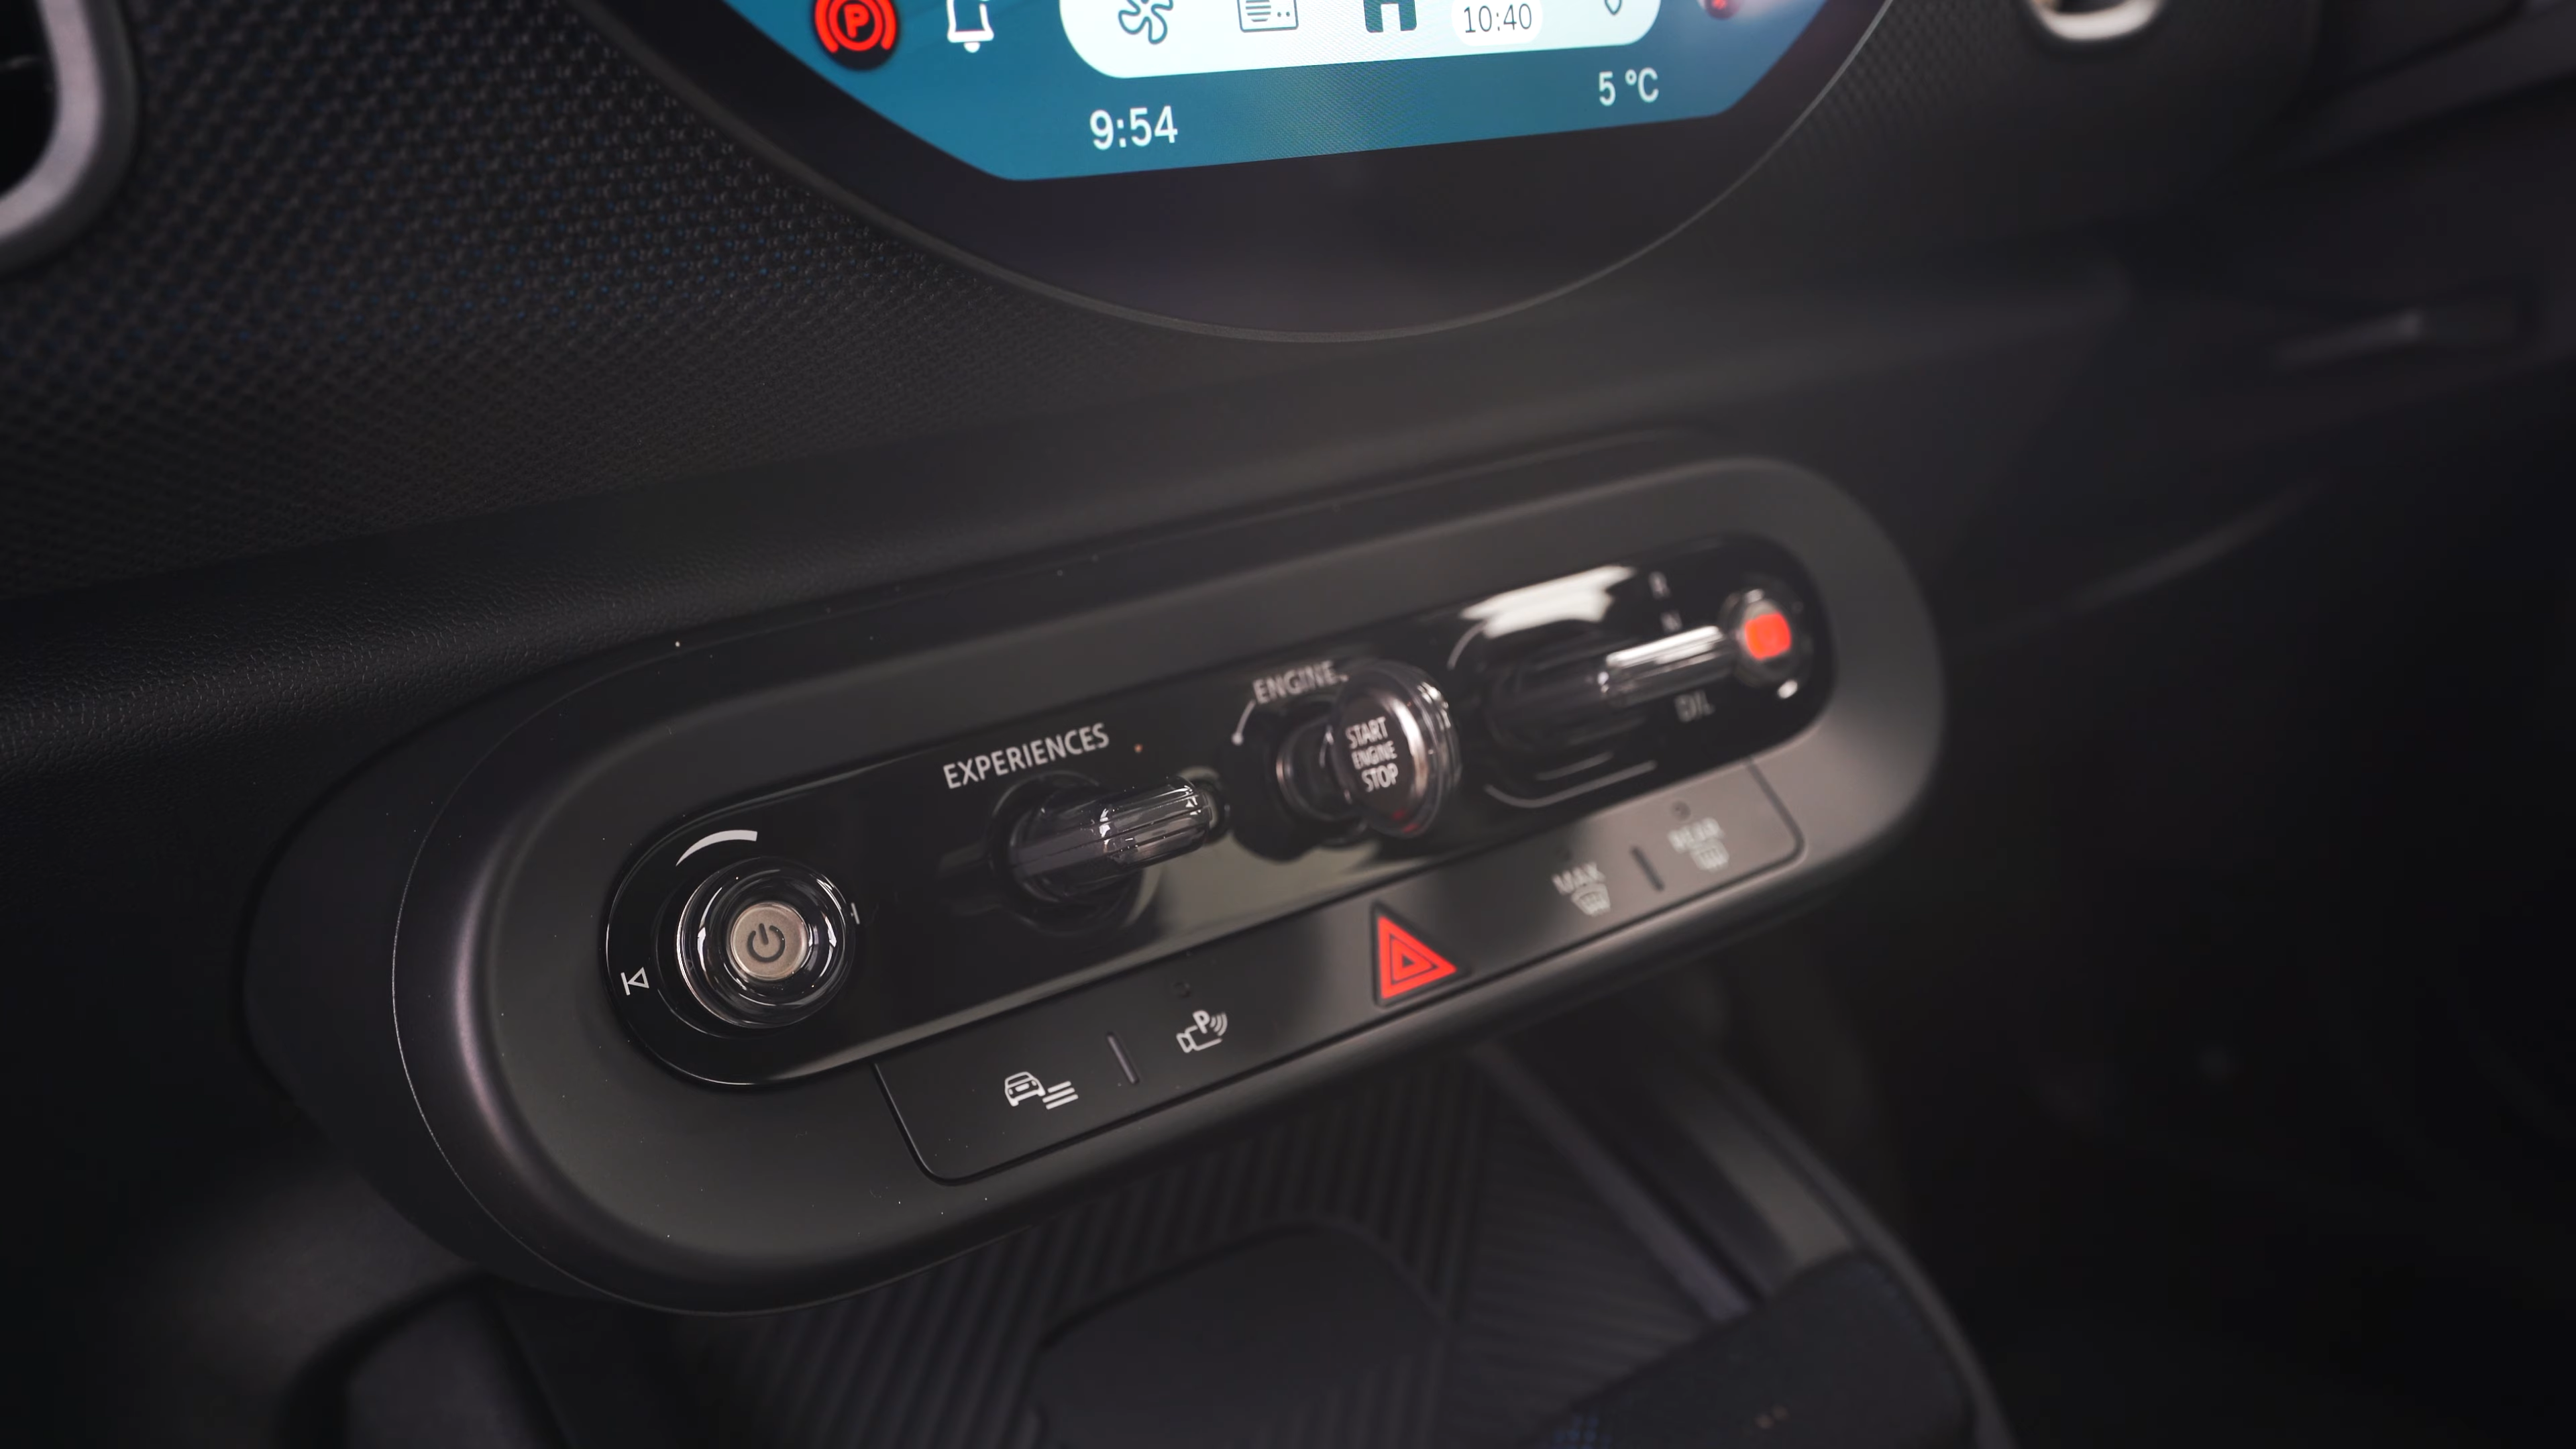 10:40
9:54
5 °C
EXPERIENCES
ENGINE
START
ENGINE
STOP
R
N
D/L
MAX
REAR
P
P